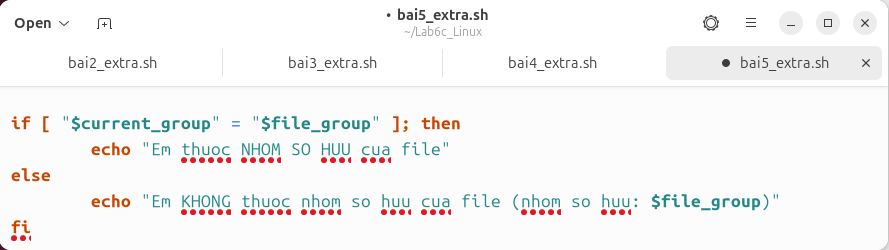 Open
• bai5_extra.sh
~/Lab6c_Linux
bai2_extra.sh bai3_extra.sh bai4_extra.sh ● bai5_extra.sh
if [ "$current_group" = "$file_group" ]; then
        echo "Em thuoc NHOM SO HUU cua file"
else
        echo "Em KHONG thuoc nhom so huu cua file (nhom so huu: $file_group)"
fi